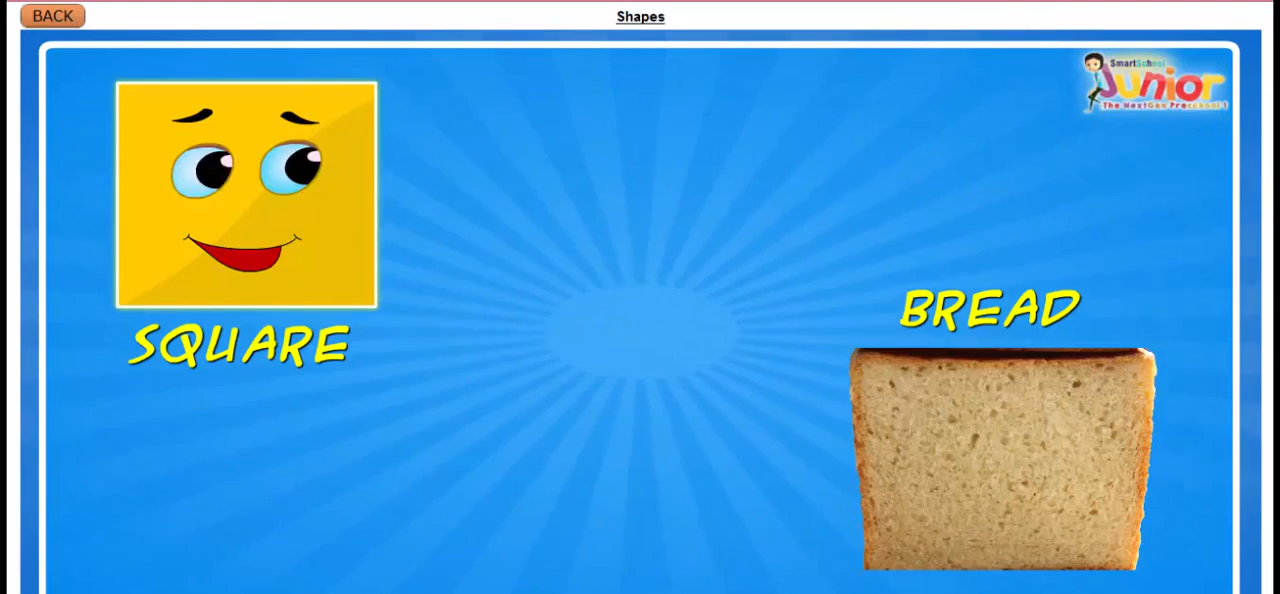 BACK
Shapes
SmartSchool
Junior
The NextGen Preschool !
SQUARE
BREAD